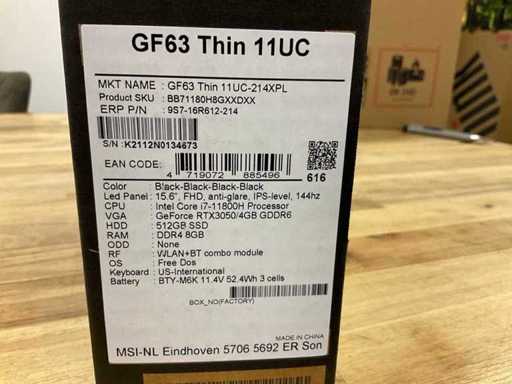 GF63 Thin 11UC
MKT NAME : GF63 Thin 11UC-214XPL
Product SKU : BB71180H8GXXDXX
ERP P/N : 9S7-16R612-214
S/N: K2112N0134673
EAN CODE:
4 719072 885496
616
Color : Black-Black-Black-Black
Led Panel : 15.6", FHD, anti-glare, IPS-level, 144hz
CPU : Intel Core i7-11800H Processor
VGA : GeForce RTX3050/4GB GDDR6
HDD : 512GB SSD
RAM : DDR4 8GB
ODD : None
RF : WLAN+BT combo module
OS : Free Dos
Keyboard : US-International
Battery : BTY-M6K 11.4V 52.4Wh 3 cells
BOX_NO(FACTORY)
MADE IN CHINA
MSI-NL Eindhoven 5706 5692 ER Son